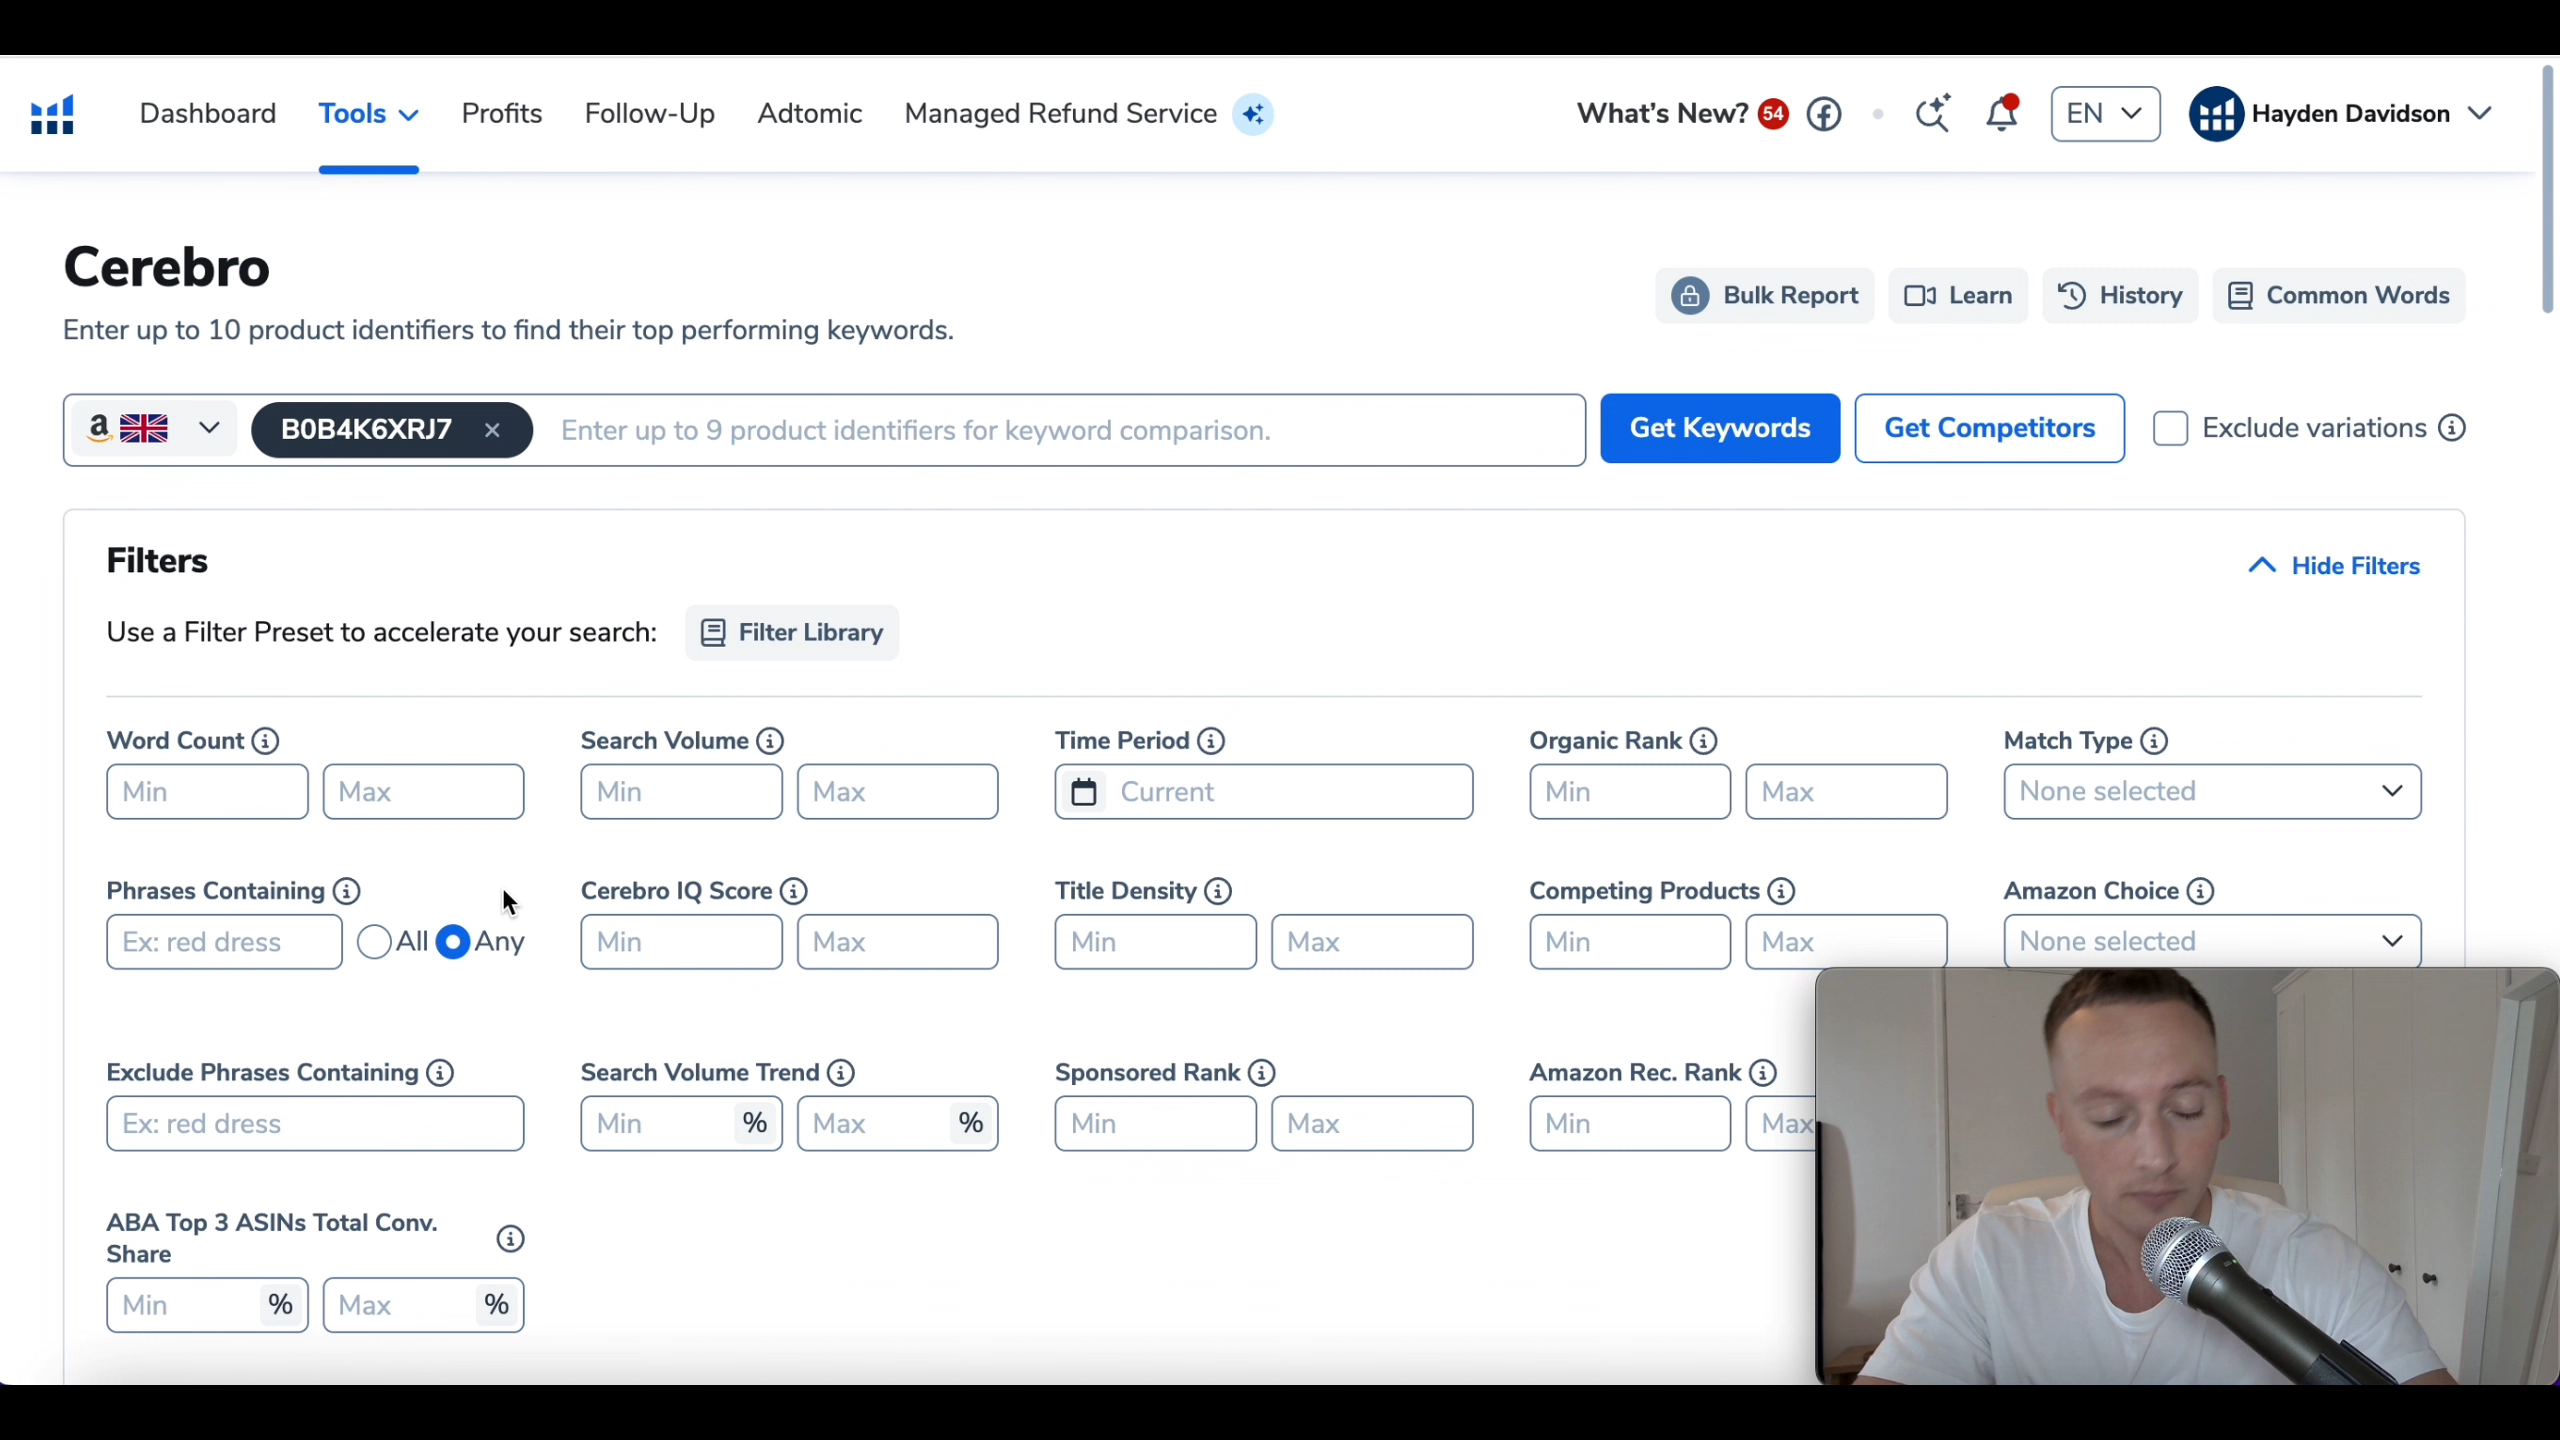 Dashboard Tools Profits Follow-Up Adtomic Managed Refund Service What's New? 54 EN Hayden Davidson
Cerebro
Enter up to 10 product identifiers to find their top performing keywords.
Bulk Report Learn History Common Words
a B0B4K6XRJ7 × Enter up to 9 product identifiers for keyword comparison. Get Keywords Get Competitors Exclude variations
Filters
Hide Filters
Use a Filter Preset to accelerate your search: Filter Library
Word Count Search Volume Time Period Organic Rank Match Type
Min Max Min Max Current Min Max None selected
Phrases Containing Cerebro IQ Score Title Density Competing Products Amazon Choice
Ex: red dress All Any Min Max Min Max Min Max None selected
Exclude Phrases Containing Search Volume Trend Sponsored Rank Amazon Rec. Rank
Ex: red dress Min % Max % Min Max Min Max
ABA Top 3 ASINs Total Conv.
Share
Min % Max %